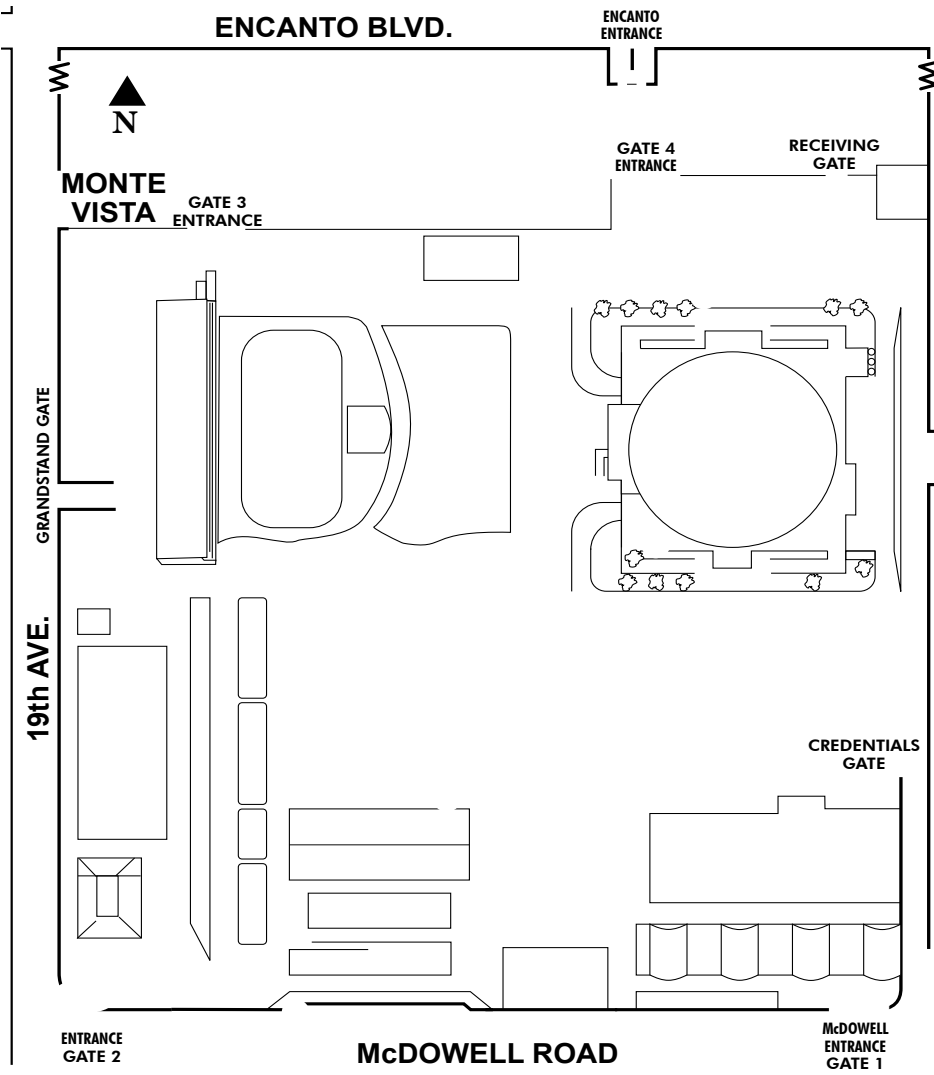 ENCANTO BLVD.
ENCANTO
ENTRANCE
N
GATE 4
ENTRANCE
RECEIVING
GATE
MONTE
VISTA
GATE 3
ENTRANCE
GRANDSTAND GATE
19th AVE.
CREDENTIALS
GATE
ENTRANCE
GATE 2
McDOWELL ROAD
McDOWELL
ENTRANCE
GATE 1